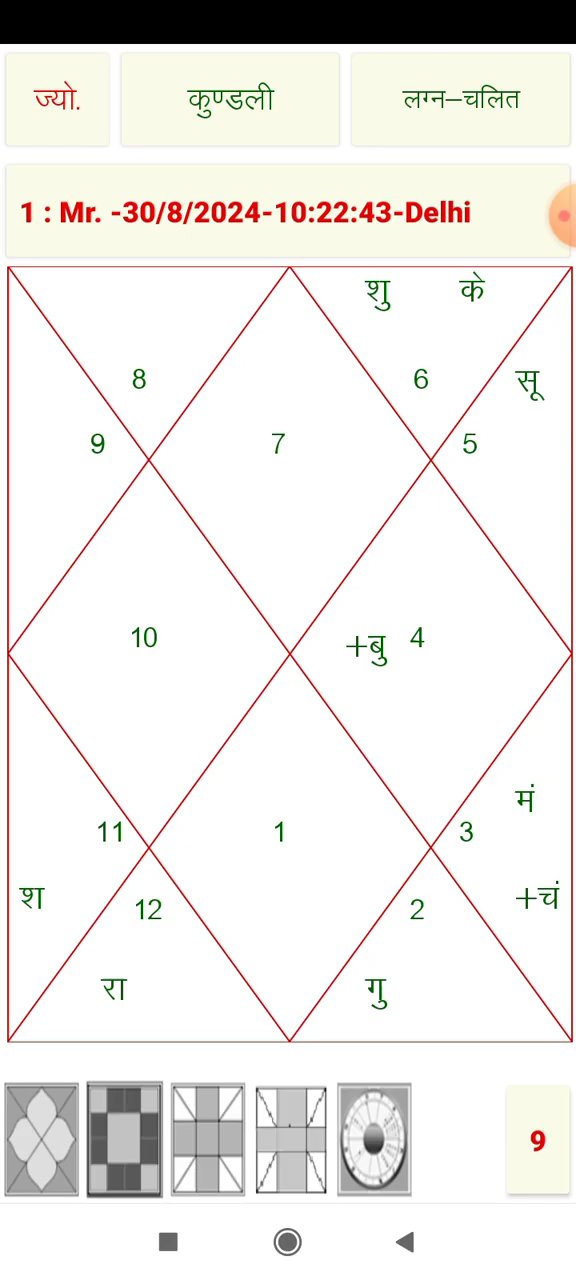 ज्यो. कुण्डली लग्न–चलित
1 : Mr. -30/8/2024-10:22:43-Delhi
शु के
8 6 सू
9 7 5
10 +बु 4
मं
11 1 3
श 12 2 +चं
रा गु
9